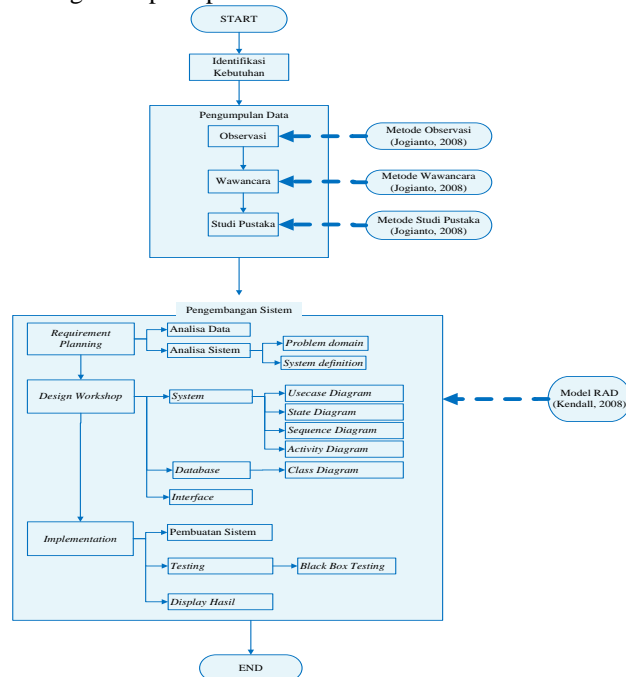 START
Identifikasi
Kebutuhan
Pengumpulan Data
Observasi
Metode Observasi
(Jogianto, 2008)
Wawancara
Metode Wawancara
(Jogianto, 2008)
Studi Pustaka
Metode Studi Pustaka
(Jogianto, 2008)
Pengembangan Sistem
Requirement
Planning
Analisa Data
Analisa Sistem
Problem domain
System definition
Design Workshop
System
Usecase Diagram
State Diagram
Sequence Diagram
Activity Diagram
Database
Class Diagram
Interface
Model RAD
(Kendall, 2008)
Implementation
Pembuatan Sistem
Testing
Black Box Testing
Display Hasil
END